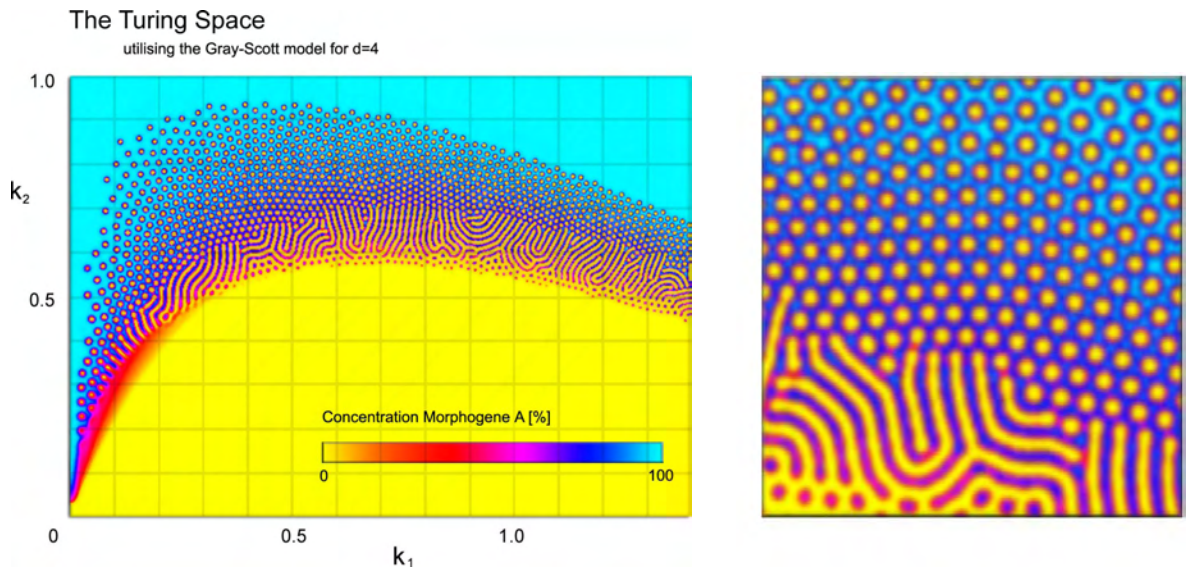 The Turing Space
utilising the Gray-Scott model for d=4
1.0
k2
0.5
Concentration Morphogene A [%]
0 100
0 0.5 1.0
k1